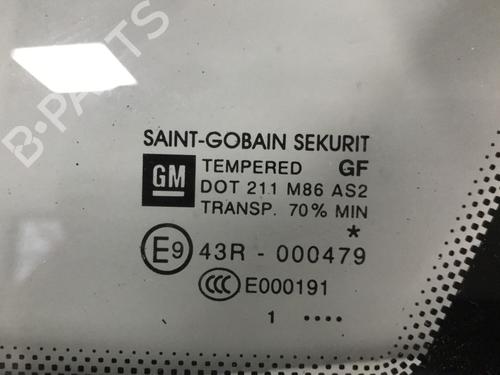 B-PARTS
SAINT-GOBAIN SEKURIT
GM TEMPERED GF
DOT 211 M86 AS2
TRANSP. 70% MIN
*
E9 43R - 000479
CCC E000191
1 ....